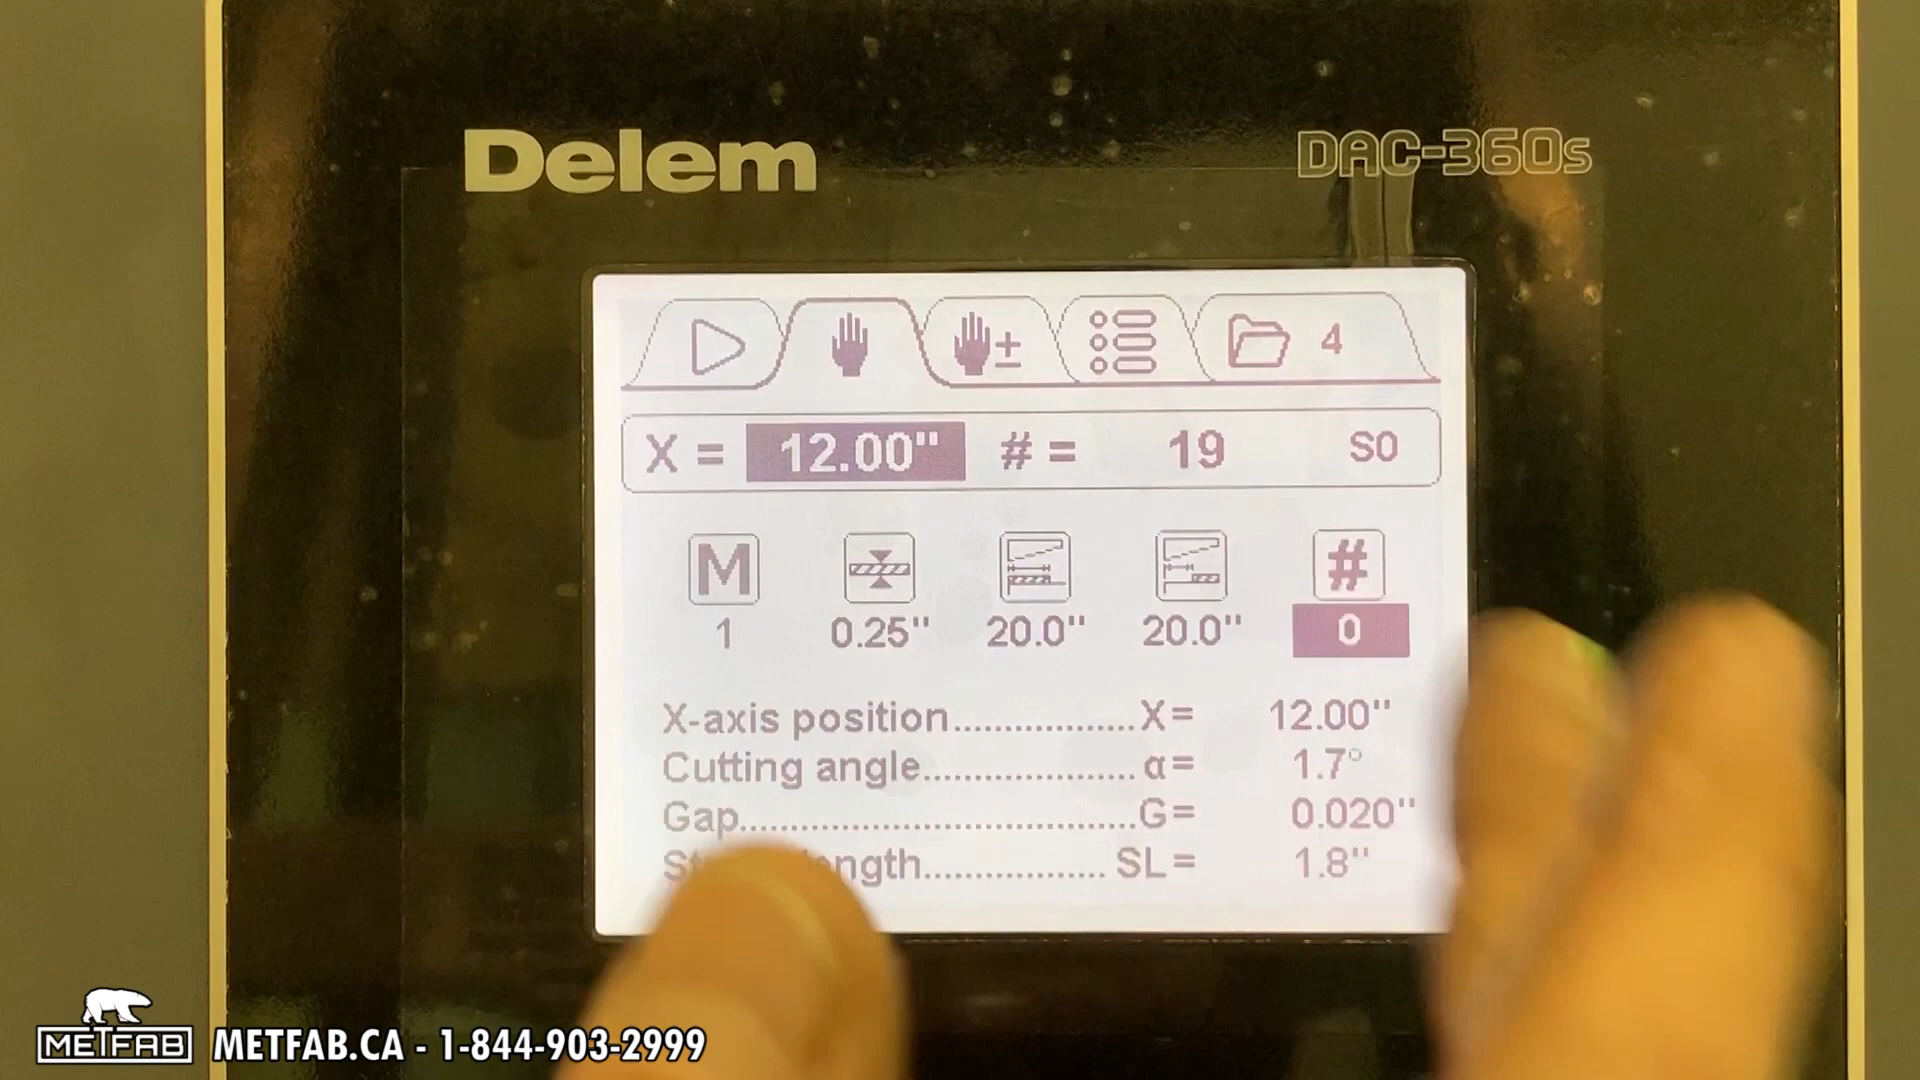 Delem
DAC-360s
4
X = 12.00" # = 19 S0
M #
1 0.25" 20.0" 20.0" 0
X-axis position..................X= 12.00"
Cutting angle.....................α= 1.7°
Gap.......................................G= 0.020"
length.................. SL= 1.8"
METFAB METFAB.CA - 1-844-903-2999